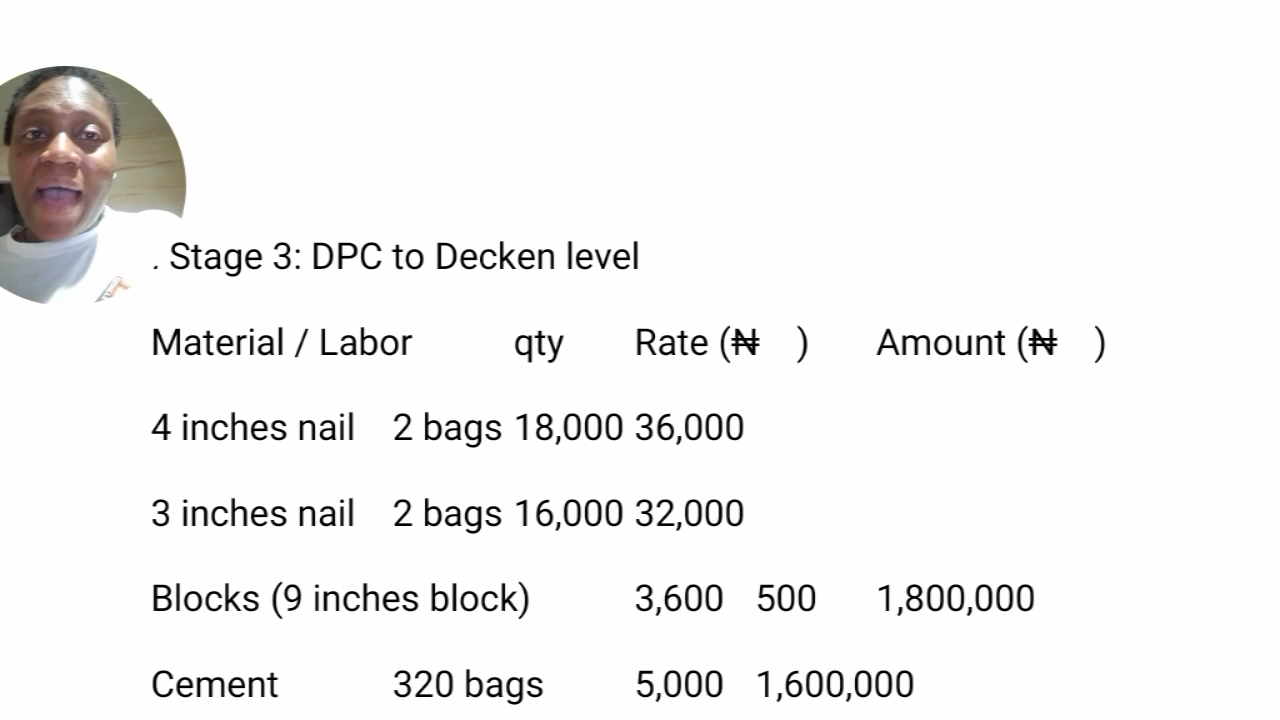 . Stage 3: DPC to Decken level
Material / Labor qty Rate (₦ ) Amount (₦ )
4 inches nail 2 bags 18,000 36,000
3 inches nail 2 bags 16,000 32,000
Blocks (9 inches block) 3,600 500 1,800,000
Cement 320 bags 5,000 1,600,000